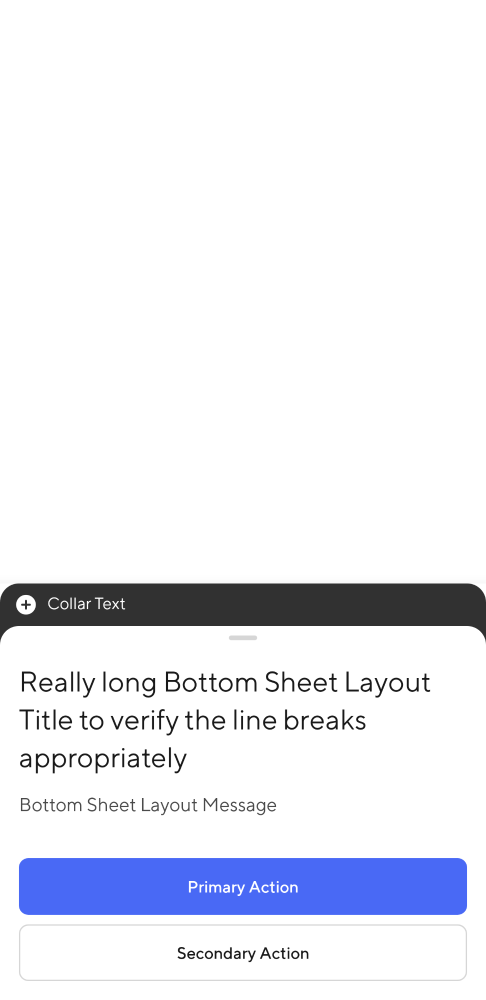 Collar Text
Really long Bottom Sheet Layout
Title to verify the line breaks
appropriately
Bottom Sheet Layout Message
Primary Action
Secondary Action